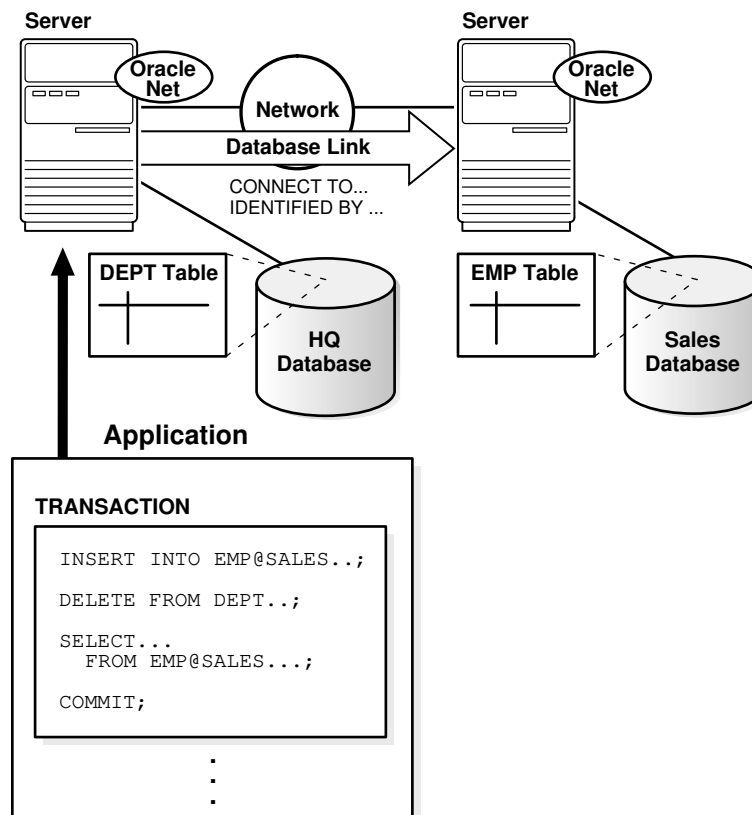 Server
Server
Oracle
Net
Oracle
Net
Network
Database Link
CONNECT TO...
IDENTIFIED BY ...
DEPT Table
EMP Table
HQ
Database
Sales
Database
Application
TRANSACTION
INSERT INTO EMP@SALES..;
DELETE FROM DEPT..;
SELECT...
FROM EMP@SALES...;
COMMIT;
.
.
.